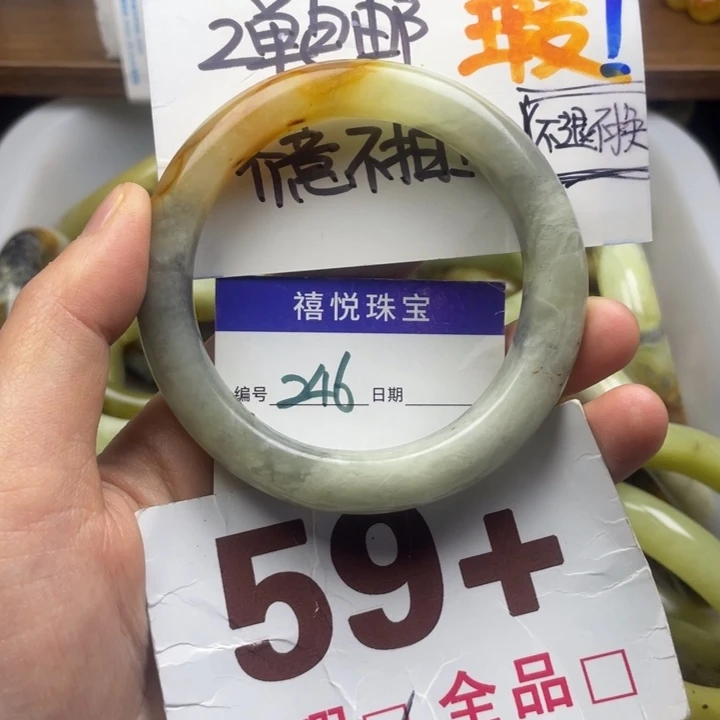 2单包邮
瑕!
不退不换
介意不拍!
禧悦珠宝
编号 246 日期
59+
瑕 全品